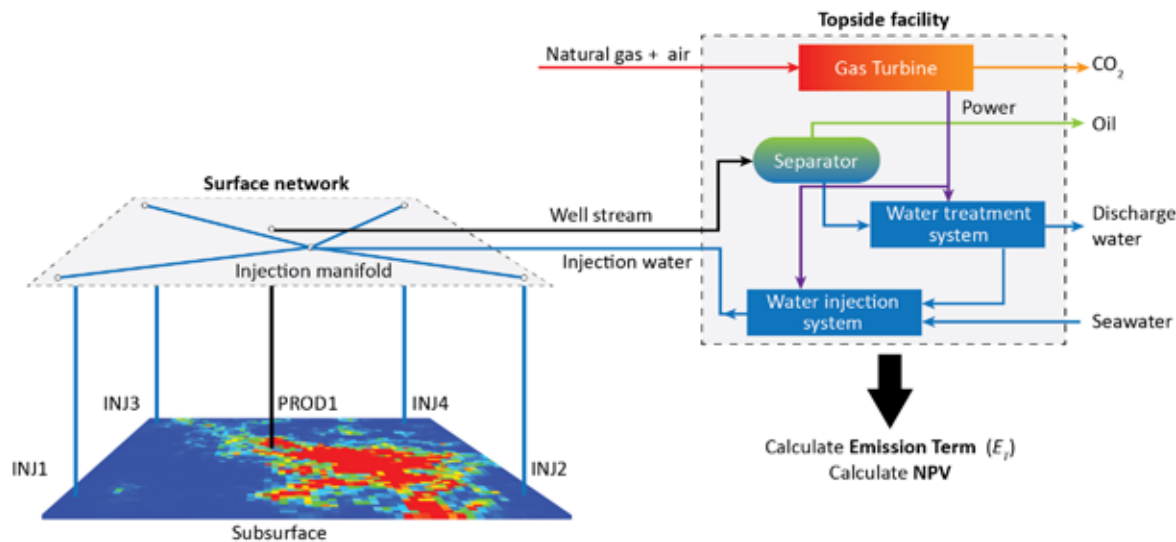 Topside facility
Natural gas + air
Gas Turbine
CO2
Power
Oil
Separator
Surface network
Well stream
Water treatment
system
Discharge
water
Injection water
Injection manifold
Water injection
system
Seawater
INJ3
PROD1
INJ4
INJ1
INJ2
Subsurface
Calculate Emission Term (ET)
Calculate NPV